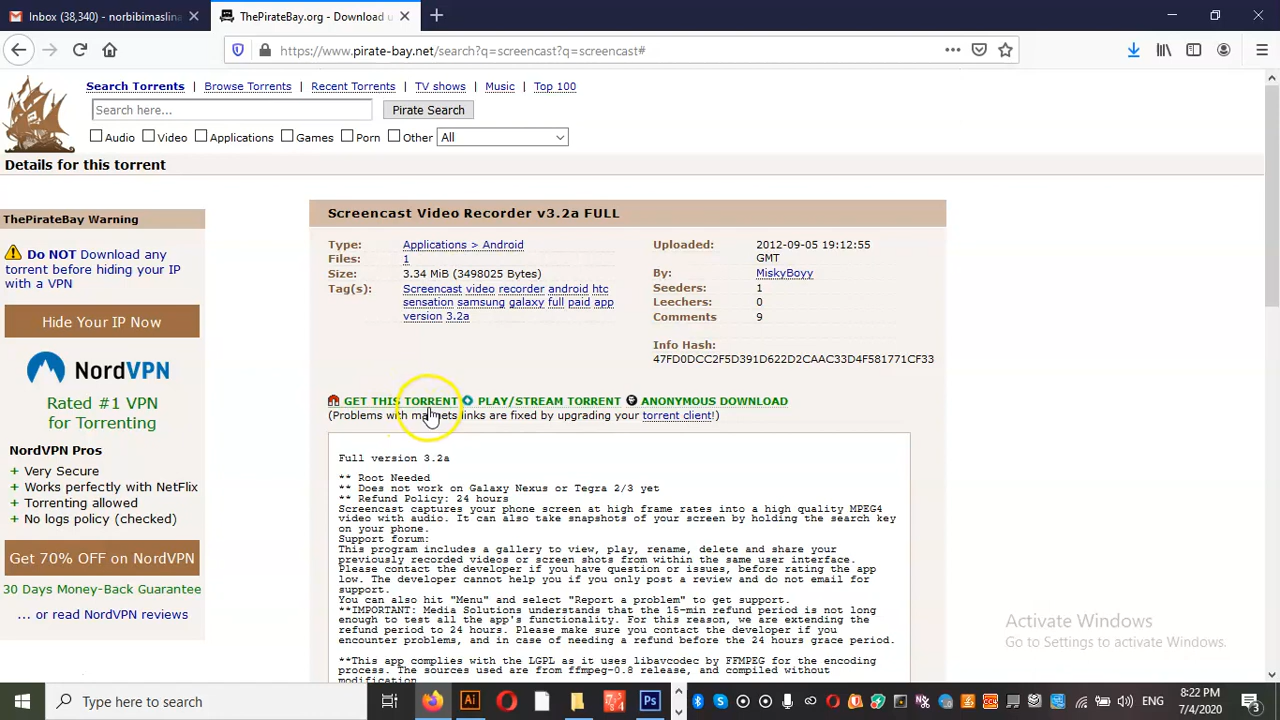 Inbox (38,340) - norbibimaslina
ThePirateBay.org - Download u
https://www.pirate-bay.net/search?q=screencast?q=screencast#
Search Torrents | Browse Torrents | Recent Torrents | TV shows | Music | Top 100
Search here...
Pirate Search
Audio Video Applications Games Porn Other All
Details for this torrent
ThePirateBay Warning
Do NOT Download any
torrent before hiding your IP
with a VPN
Hide Your IP Now
NordVPN
Rated #1 VPN
for Torrenting
NordVPN Pros
+ Very Secure
+ Works perfectly with NetFlix
+ Torrenting allowed
+ No logs policy (checked)
Get 70% OFF on NordVPN
30 Days Money-Back Guarantee
... or read NordVPN reviews
Screencast Video Recorder v3.2a FULL
Type: Applications > Android
Files: 1
Size: 3.34 MiB (3498025 Bytes)
Tag(s): Screencast video recorder android htc
sensation samsung galaxy full paid app
version 3.2a
Uploaded: 2012-09-05 19:12:55
GMT
By: MiskyBoyy
Seeders: 1
Leechers: 0
Comments 9
Info Hash:
47FD0DCC2F5D391D622D2CAAC33D4F581771CF33
GET THIS TORRENT PLAY/STREAM TORRENT ANONYMOUS DOWNLOAD
(Problems with magnets links are fixed by upgrading your torrent client!)
Full version 3.2a
** Root Needed
** Does not work on Galaxy Nexus or Tegra 2/3 yet
** Refund Policy: 24 hours
Screencast captures your phone screen at high frame rates into a high quality MPEG4
video with audio. It can also take snapshots of your screen by holding the search key
on your phone.
Support forum:
This program includes a gallery to view, play, rename, delete and share your
previously recorded videos or screen shots from within the same user interface.
Please contact the developer if you have question or issues, before rating the app
low. The developer cannot help you if you only post a review and do not email for
support.
You can also hit "Menu" and select "Report a problem" to get support.
**IMPORTANT: Media Solutions understands that the 15-min refund period is not long
enough to test all the app's functionality. For this reason, we are extending the
refund period to 24 hours. Please make sure you contact the developer if you
encounter problems, and in case of needing a refund before the 24 hours grace period.
**This app complies with the LGPL as it uses libavcodec by FFMPEG for the encoding
process. The sources used are from ffmpeg-0.8 release, and compiled without
modification
Activate Windows
Go to Settings to activate Windows.
Type here to search
Ai
Ps
ENG
8:22 PM
7/4/2020
3